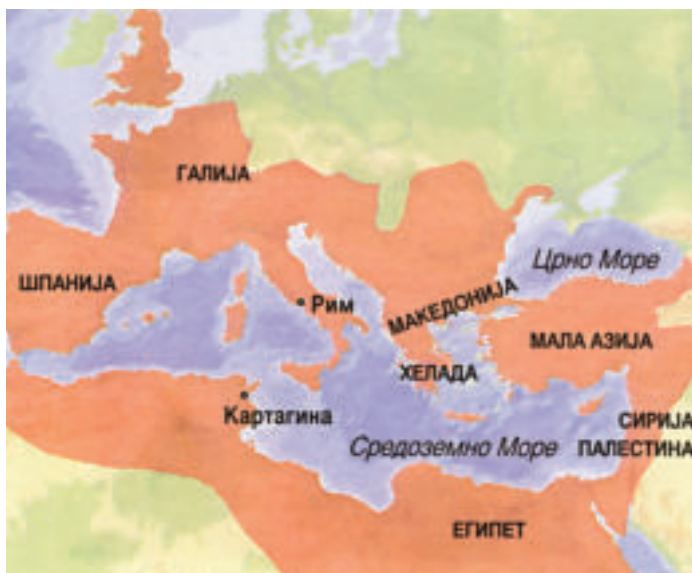 ГАЛИЈА
Црно Море
ШПАНИЈА
Рим
МАКЕДОНИЈА
МАЛА АЗИЈА
ХЕЛАДА
Картагина
СИРИЈА
Средоземно Море
ПАЛЕСТИНА
ЕГИПЕТ